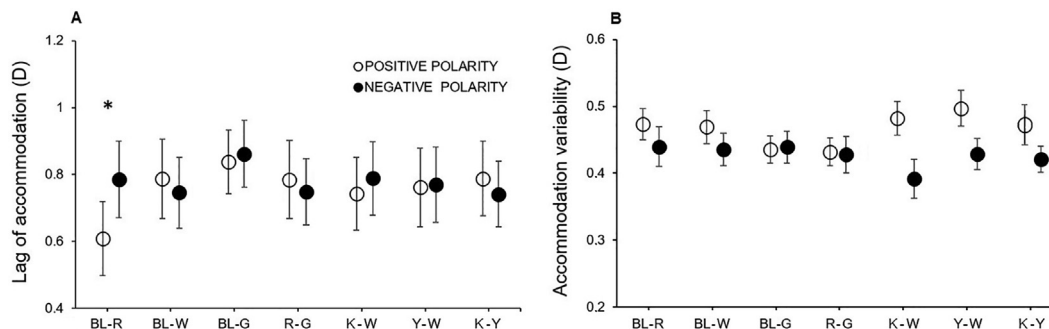 A
Lag of accommodation (D)
1.2
1
0.8
0.6
0.4
*
POSITIVE POLARITY
NEGATIVE POLARITY
BL-R BL-W BL-G R-G K-W Y-W K-Y
B
Accommodation variability (D)
0.6
0.5
0.4
0.3
0.2
BL-R BL-W BL-G R-G K-W Y-W K-Y